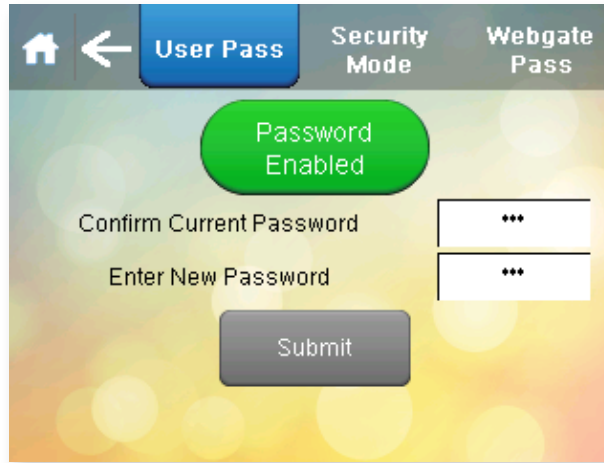 User Pass
Security
Mode
Webgate
Pass
Password
Enabled
Confirm Current Password
***
Enter New Password
***
Submit